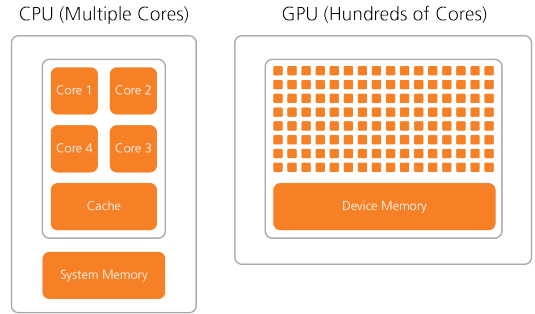 CPU (Multiple Cores)
GPU (Hundreds of Cores)
Core 1
Core 2
Core 4
Core 3
Cache
System Memory
Device Memory